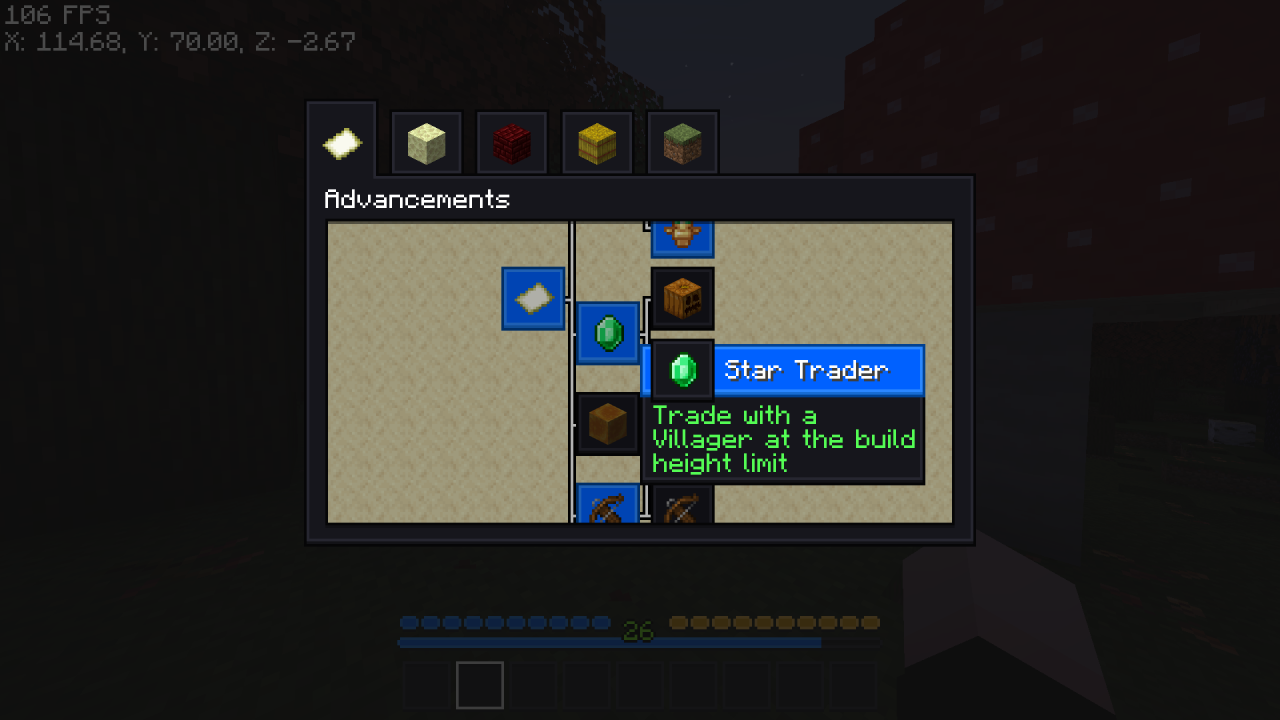 106 FPS
X: 114.68, Y: 70.00, Z: -2.67
Advancements
Star Trader
Trade with a
Villager at the build
height limit
26